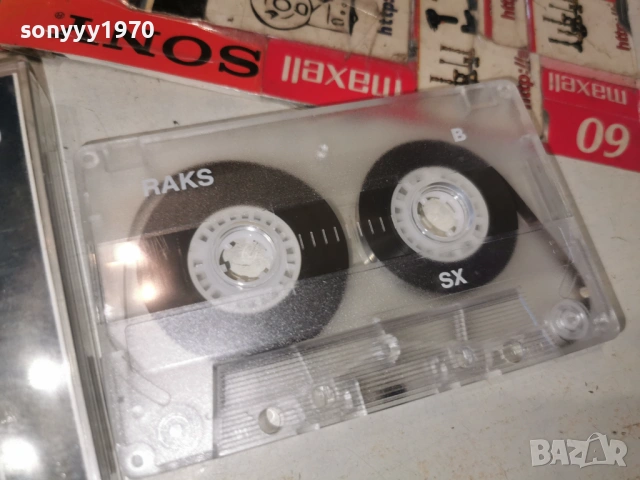 sonyyy1970
SONY
maxell
maxell
60
RAKS
B
SX
BAZAR